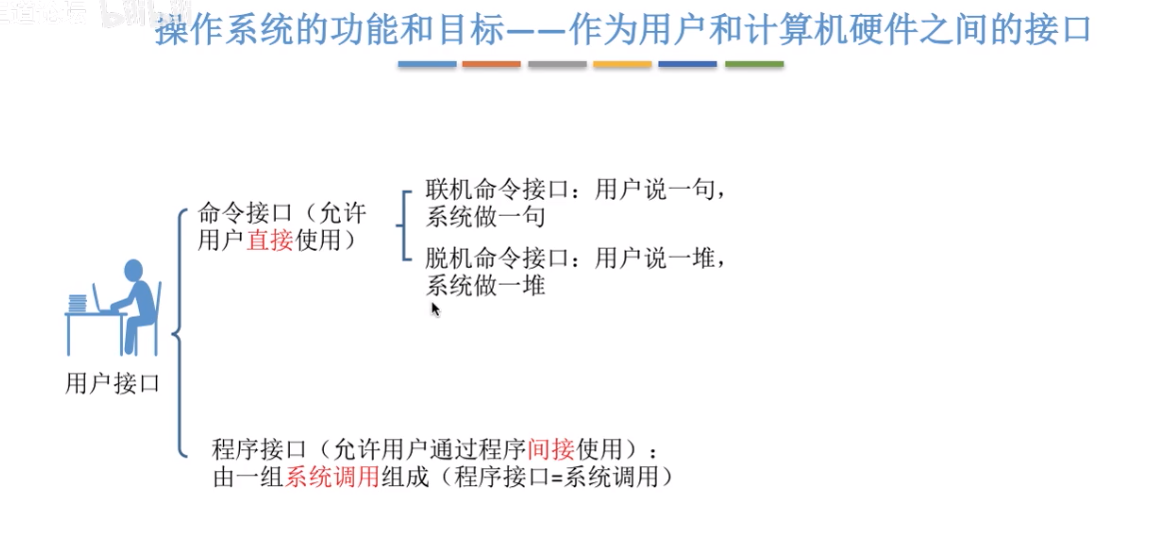 操作系统的功能和目标——作为用户和计算机硬件之间的接口
命令接口（允许
用户直接使用）
联机命令接口：用户说一句，
系统做一句
脱机命令接口：用户说一堆，
系统做一堆
用户接口
程序接口（允许用户通过程序间接使用）：
由一组系统调用组成（程序接口=系统调用）